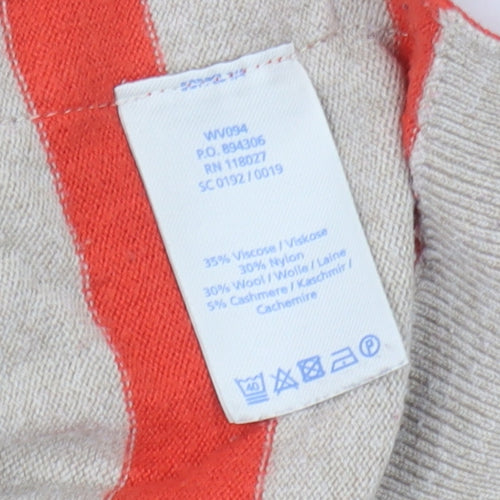 WV094
P.O. 894306
RN 118027
SC 0192 / 0019
35% Viscose / Viskose
30% Nylon
30% Wool / Wolle / Laine
5% Cashmere / Kaschmir /
Cachemire
40
P